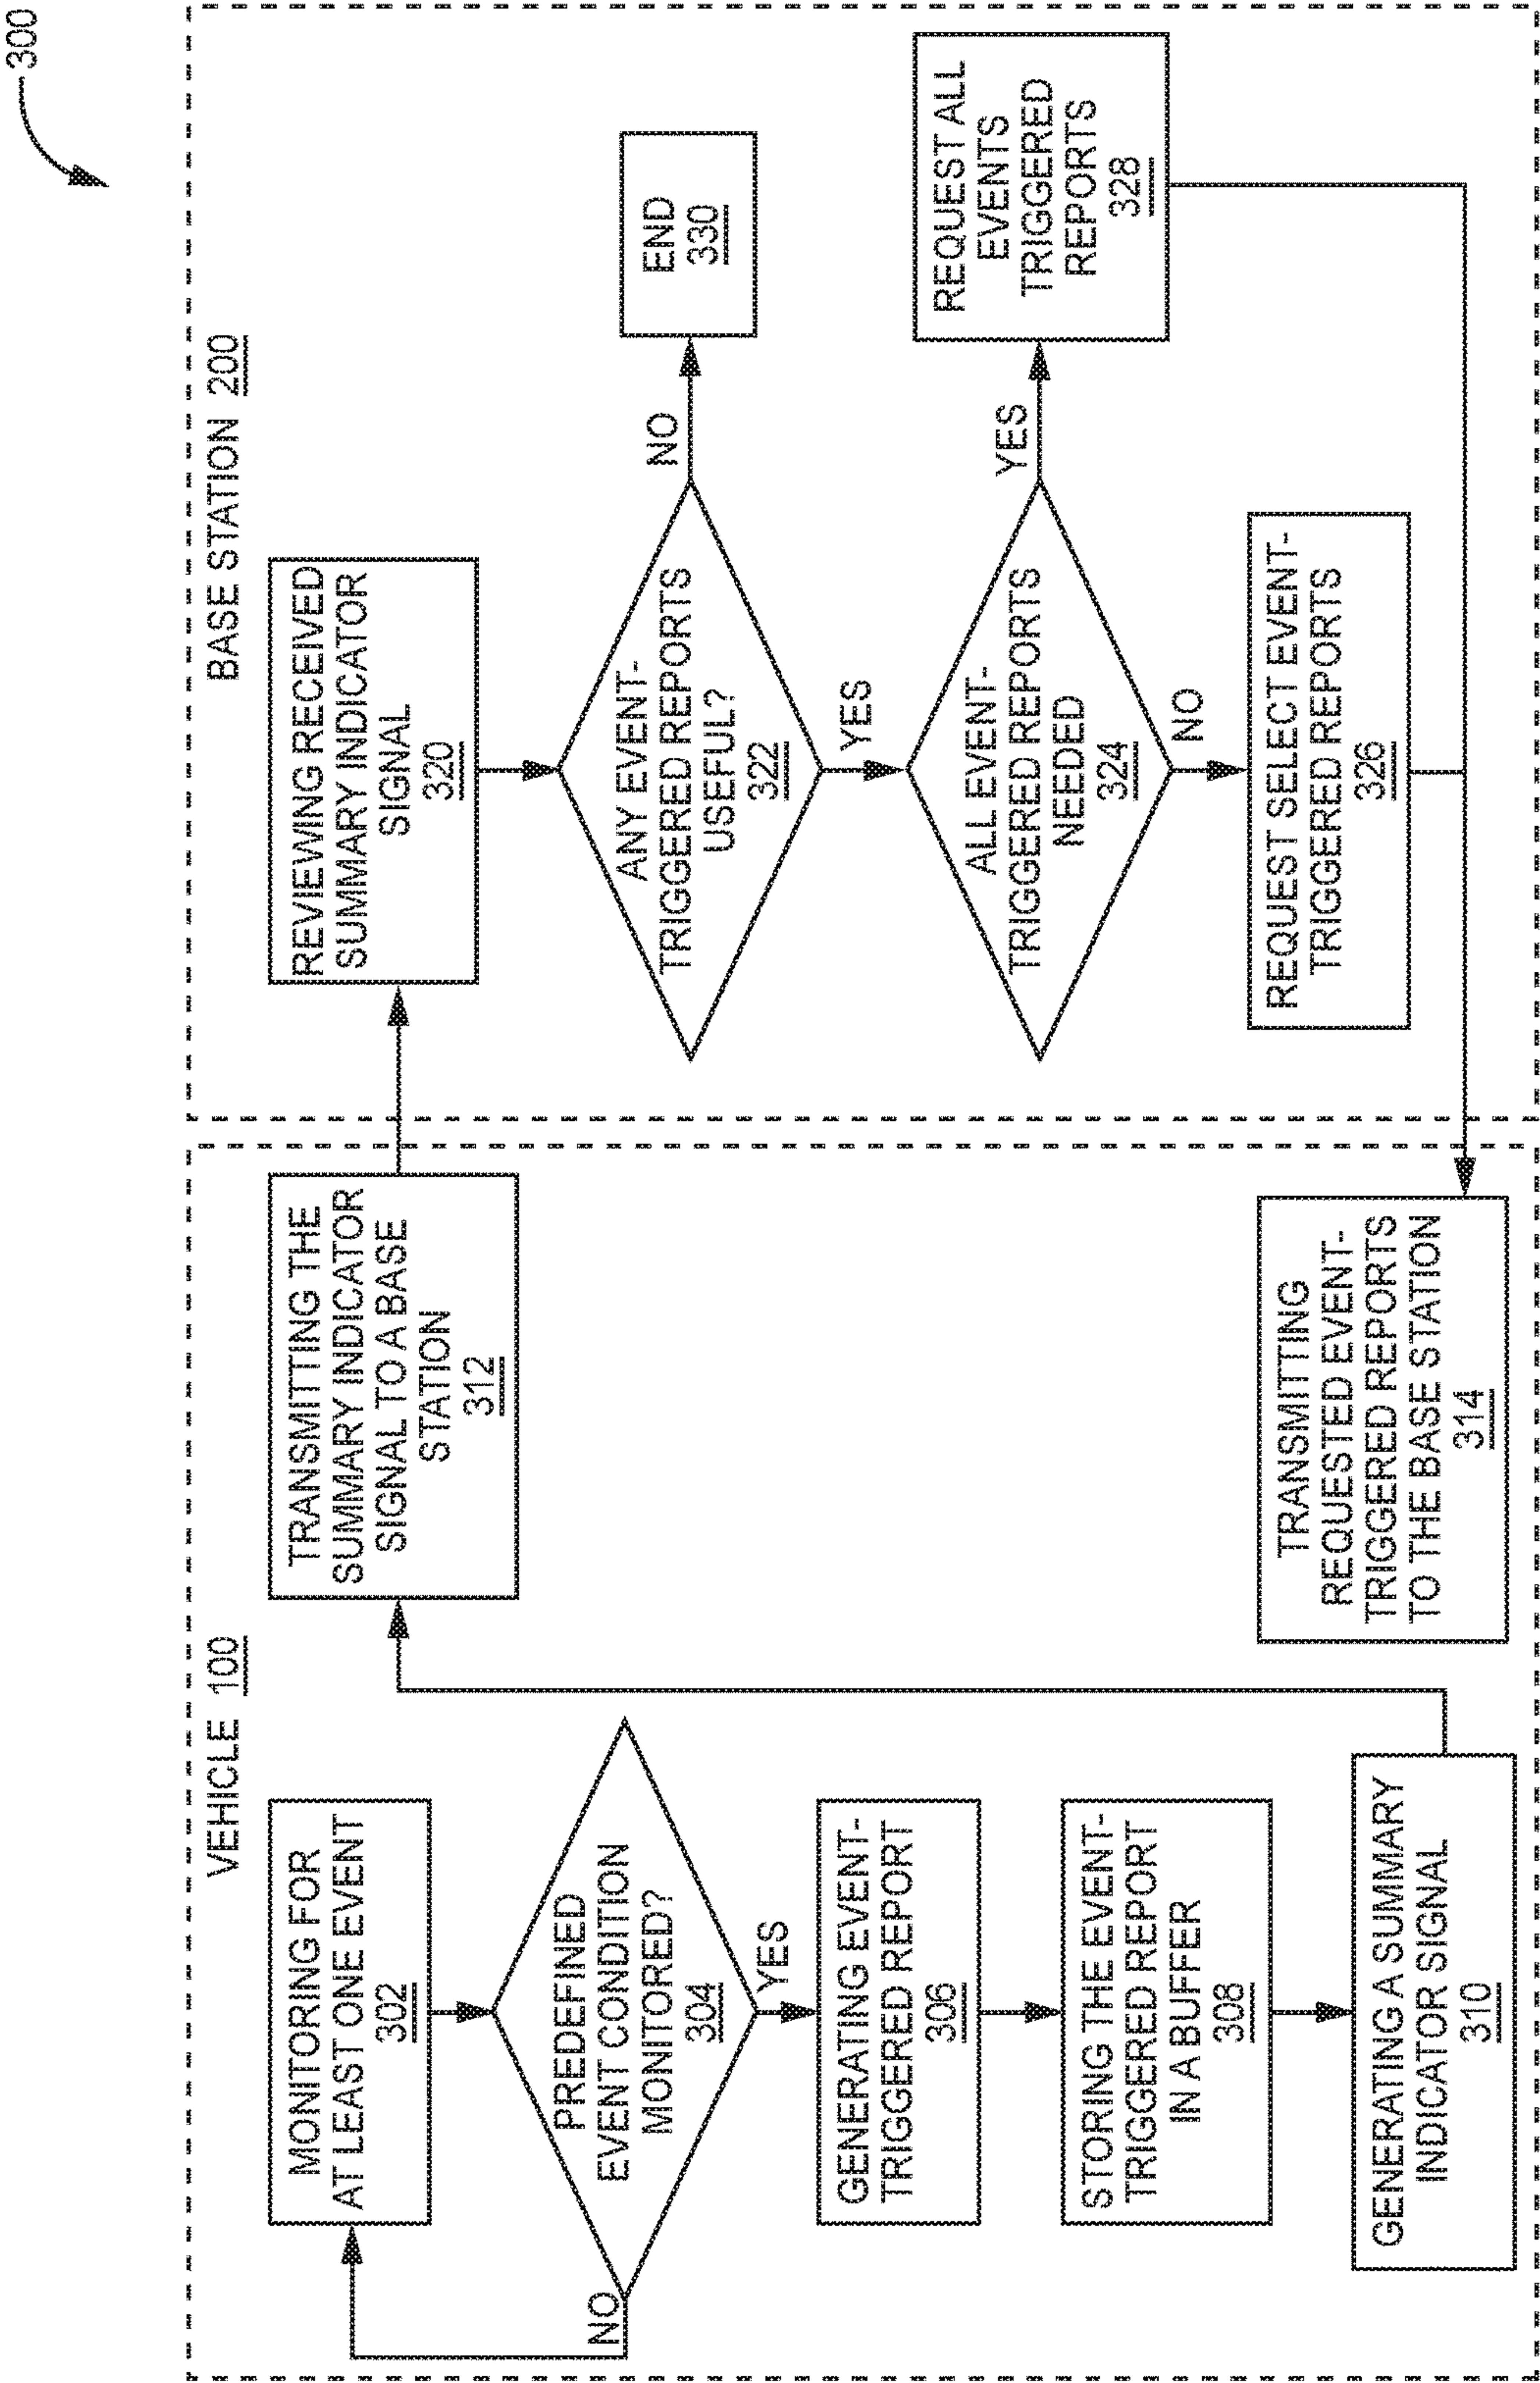 300
VEHICLE 100
MONITORING FOR
AT LEAST ONE EVENT
302
PREDEFINED
EVENT CONDITION
MONITORED?
304
NO
YES
GENERATING EVENT-
TRIGGERED REPORT
306
STORING THE EVENT-
TRIGGERED REPORT
IN A BUFFER
308
GENERATING A SUMMARY
INDICATOR SIGNAL
310
TRANSMITTING THE
SUMMARY INDICATOR
SIGNAL TO A BASE
STATION
312
TRANSMITTING
REQUESTED EVENT-
TRIGGERED REPORTS
TO THE BASE STATION
314
BASE STATION 200
REVIEWING RECEIVED
SUMMARY INDICATOR
SIGNAL
320
ANY EVENT-
TRIGGERED REPORTS
USEFUL?
322
NO
END
330
YES
ALL EVENT-
TRIGGERED REPORTS
NEEDED
324
YES
REQUEST ALL
EVENTS
TRIGGERED
REPORTS
328
NO
REQUEST SELECT EVENT-
TRIGGERED REPORTS
326